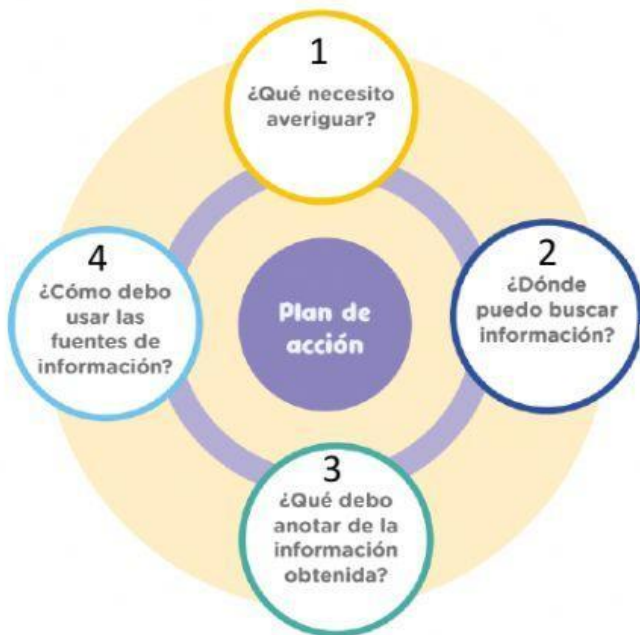 1
¿Qué necesito
averiguar?
2
¿Dónde
puedo buscar
información?
3
¿Qué debo
anotar de la
información
obtenida?
4
¿Cómo debo
usar las
fuentes de
información?
Plan de
acción